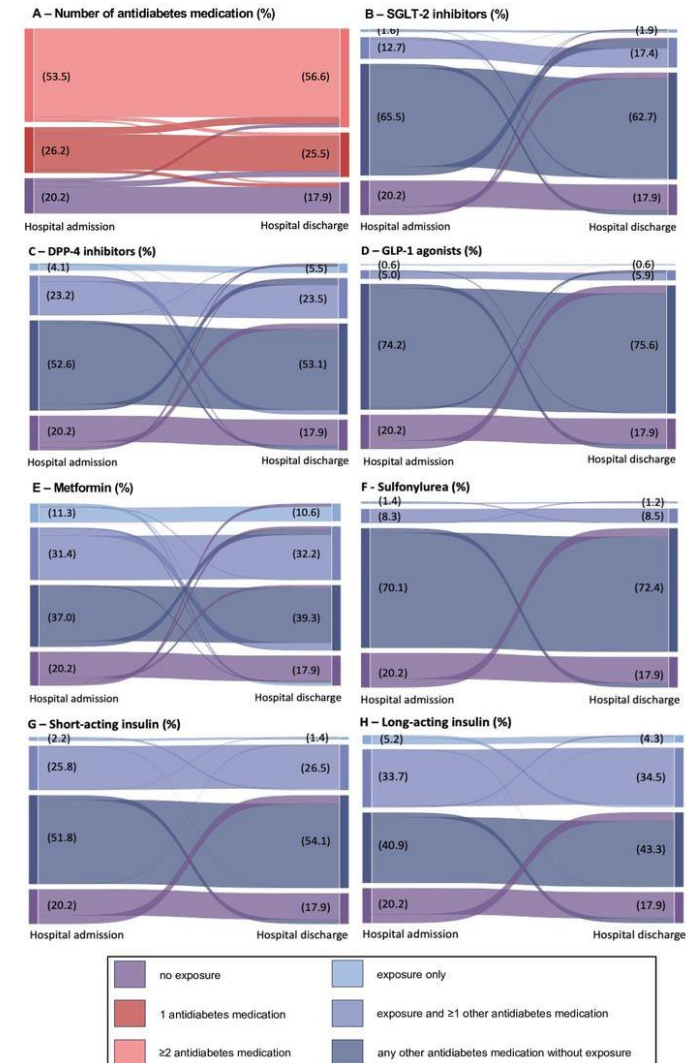 A – Number of antidiabetes medication (%)
(53.5) (56.6)
(26.2) (25.5)
(20.2) (17.9)
Hospital admission Hospital discharge
B – SGLT-2 inhibitors (%)
(1.6) (1.9)
(12.7) (17.4)
(65.5) (62.7)
(20.2) (17.9)
Hospital admission Hospital discharge
C – DPP-4 inhibitors (%)
(4.1) (5.5)
(23.2) (23.5)
(52.6) (53.1)
(20.2) (17.9)
Hospital admission Hospital discharge
D – GLP-1 agonists (%)
(0.6) (0.6)
(5.0) (5.9)
(74.2) (75.6)
(20.2) (17.9)
Hospital admission Hospital discharge
E – Metformin (%)
(11.3) (10.6)
(31.4) (32.2)
(37.0) (39.3)
(20.2) (17.9)
Hospital admission Hospital discharge
F - Sulfonylurea (%)
(1.4) (1.2)
(8.3) (8.5)
(70.1) (72.4)
(20.2) (17.9)
Hospital admission Hospital discharge
G – Short-acting insulin (%)
(2.2) (1.4)
(25.8) (26.5)
(51.8) (54.1)
(20.2) (17.9)
Hospital admission Hospital discharge
H – Long-acting insulin (%)
(5.2) (4.3)
(33.7) (34.5)
(40.9) (43.3)
(20.2) (17.9)
Hospital admission Hospital discharge
no exposure exposure only
1 antidiabetes medication exposure and ≥1 other antidiabetes medication
≥2 antidiabetes medication any other antidiabetes medication without exposure